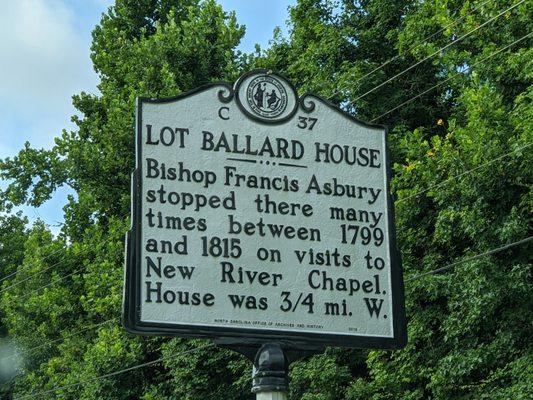 C 37
LOT BALLARD HOUSE
Bishop Francis Asbury
stopped there many
times between 1799
and 1815 on visits to
New River Chapel.
House was 3/4 mi. W.
NORTH CAROLINA OFFICE OF ARCHIVES AND HISTORY